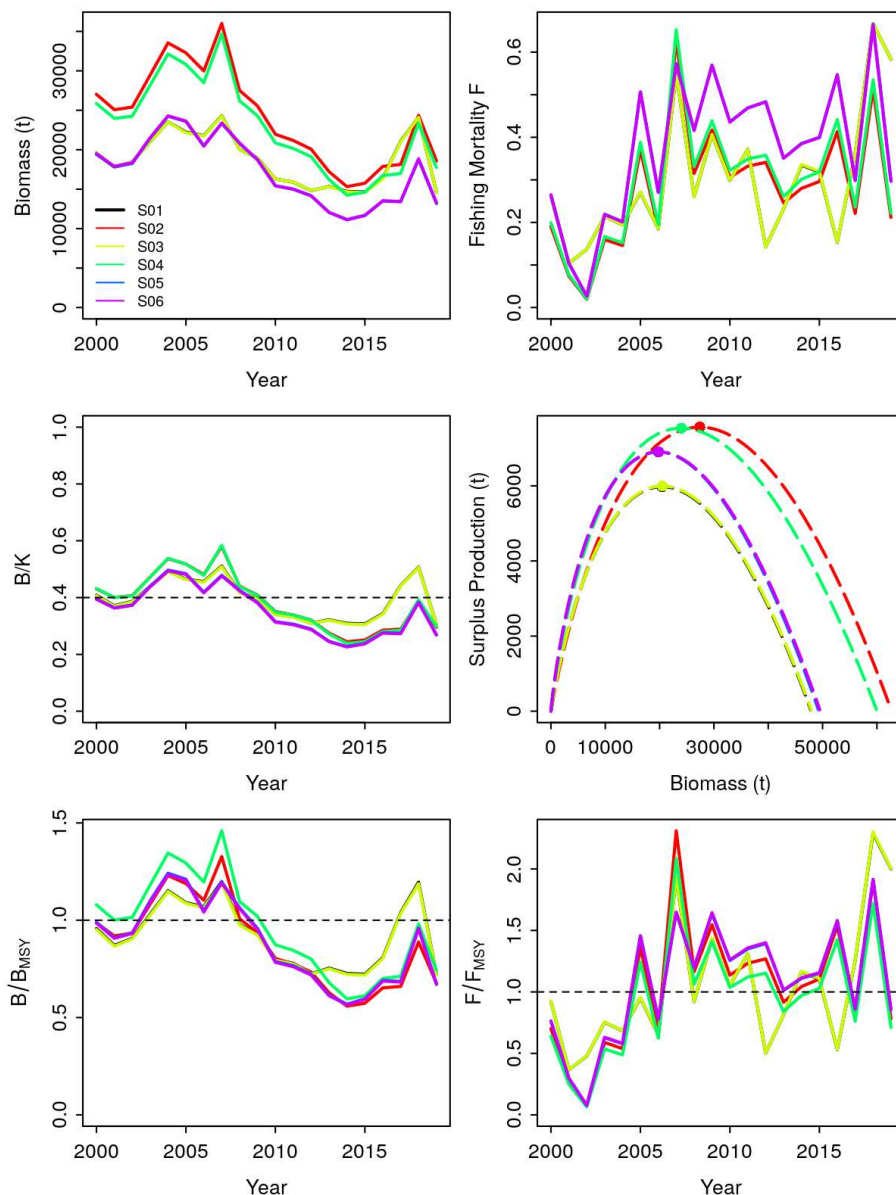 Biomass (t)
0 10000 20000 30000
S01
S02
S03
S04
S05
S06
2000 2005 2010 2015
Year
Fishing Mortality F
0.0 0.2 0.4 0.6
2000 2005 2010 2015
Year
B/K
0.0 0.2 0.4 0.6 0.8 1.0
2000 2005 2010 2015
Year
Surplus Production (t)
0 2000 4000 6000
0 10000 30000 50000
Biomass (t)
B/BMSY
0.0 0.5 1.0 1.5
2000 2005 2010 2015
Year
F/FMSY
0.0 0.5 1.0 1.5 2.0
2000 2005 2010 2015
Year